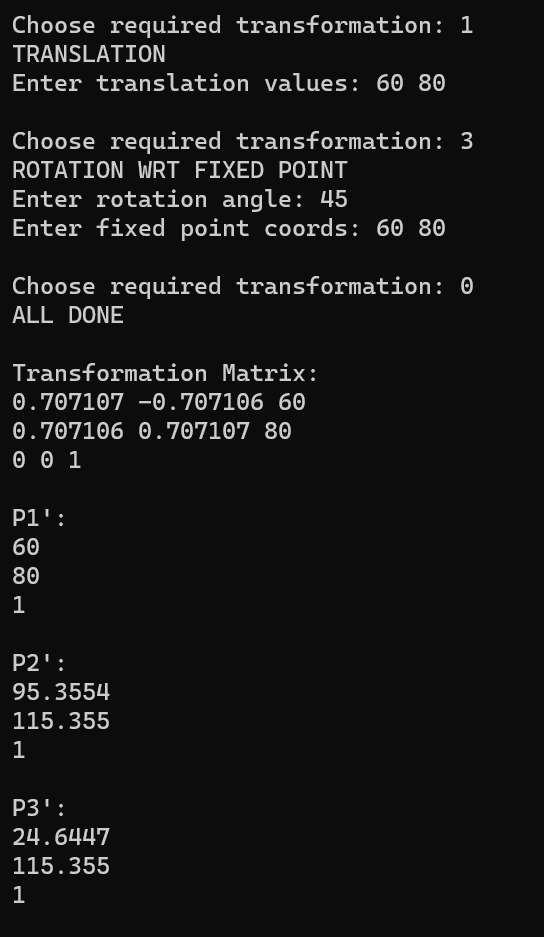 Choose required transformation: 1
TRANSLATION
Enter translation values: 60 80
Choose required transformation: 3
ROTATION WRT FIXED POINT
Enter rotation angle: 45
Enter fixed point coords: 60 80
Choose required transformation: 0
ALL DONE
Transformation Matrix:
0.707107 -0.707106 60
0.707106 0.707107 80
0 0 1
P1':
60
80
1
P2':
95.3554
115.355
1
P3':
24.6447
115.355
1